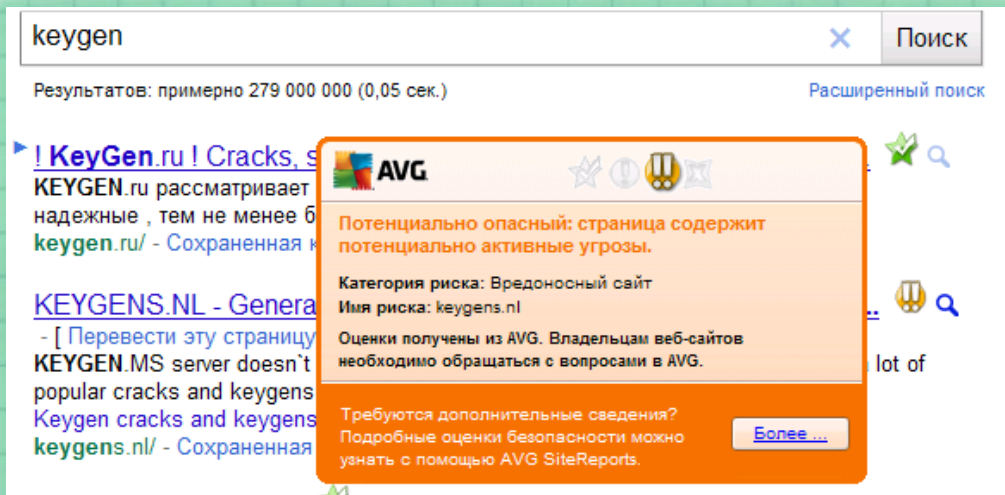 keygen
Поиск
Результатов: примерно 279 000 000 (0,05 сек.)
Расширенный поиск
! KeyGen.ru ! Cracks, s
KEYGEN.ru рассматривает
надежные , тем не менее б
keygen.ru/ - Сохраненная к
KEYGENS.NL - Genera
..
- [ Перевести эту страницу
KEYGEN.MS server doesn`t
lot of
popular cracks and keygens
Keygen cracks and keygens
keygens.nl/ - Сохраненная
AVG
Потенциально опасный: страница содержит
потенциально активные угрозы.
Категория риска: Вредоносный сайт
Имя риска: keygens.nl
Оценки получены из AVG. Владельцам веб-сайтов
необходимо обращаться с вопросами в AVG.
Требуются дополнительные сведения?
Подробные оценки безопасности можно
узнать с помощью AVG SiteReports.
Более ...